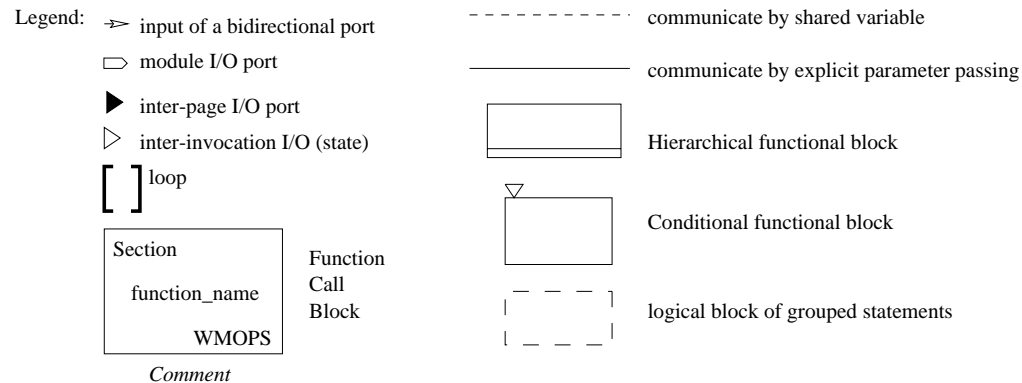 Legend:
input of a bidirectional port
module I/O port
inter-page I/O port
inter-invocation I/O (state)
loop
Section
function_name
WMOPS
Comment
Function
Call
Block
communicate by shared variable
communicate by explicit parameter passing
Hierarchical functional block
Conditional functional block
logical block of grouped statements